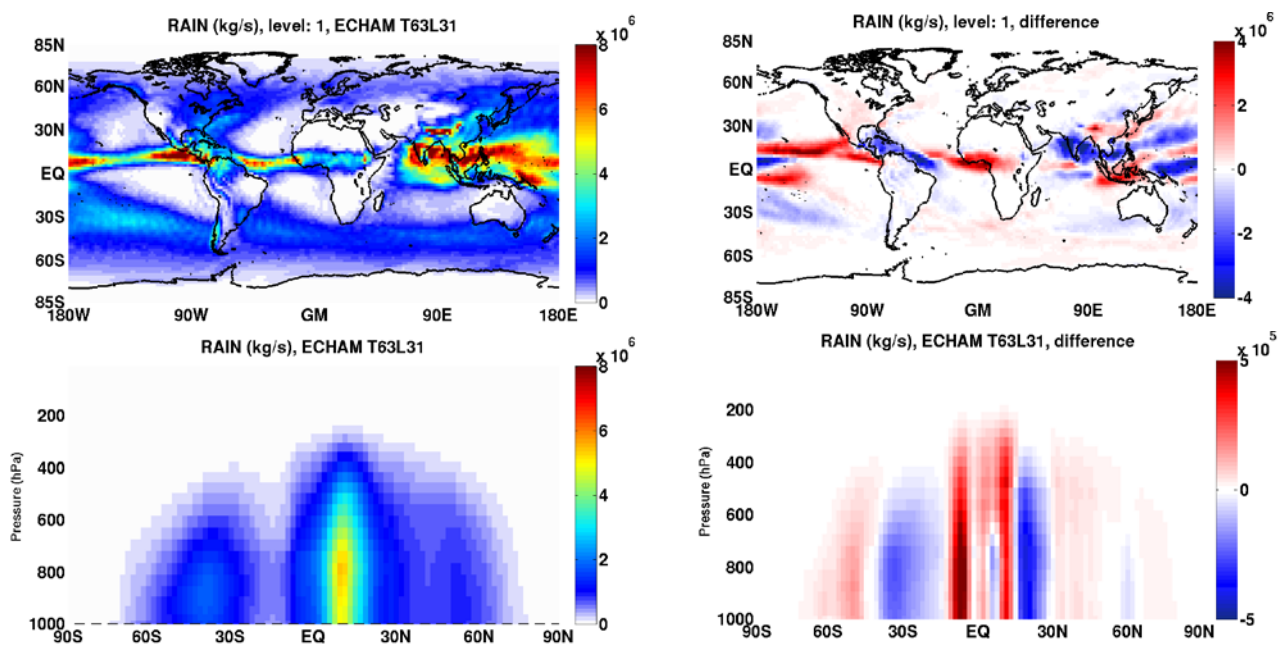 RAIN (kg/s), level: 1, ECHAM T63L31
x 10 6
85N
60N
30N
EQ
30S
60S
85S
180W 90W GM 90E 180E
8
6
4
2
0
RAIN (kg/s), level: 1, difference
x 10 6
85N
60N
30N
EQ
30S
60S
85S
180W 90W GM 90E 180E
4
2
0
-2
-4
RAIN (kg/s), ECHAM T63L31
x 10 6
Pressure (hPa)
200
400
600
800
1000
90S 60S 30S EQ 30N 60N 90N
8
6
4
2
0
RAIN (kg/s), ECHAM T63L31, difference
x 10 5
Pressure (hPa)
200
400
600
800
1000
90S 60S 30S EQ 30N 60N 90N
5
0
-5